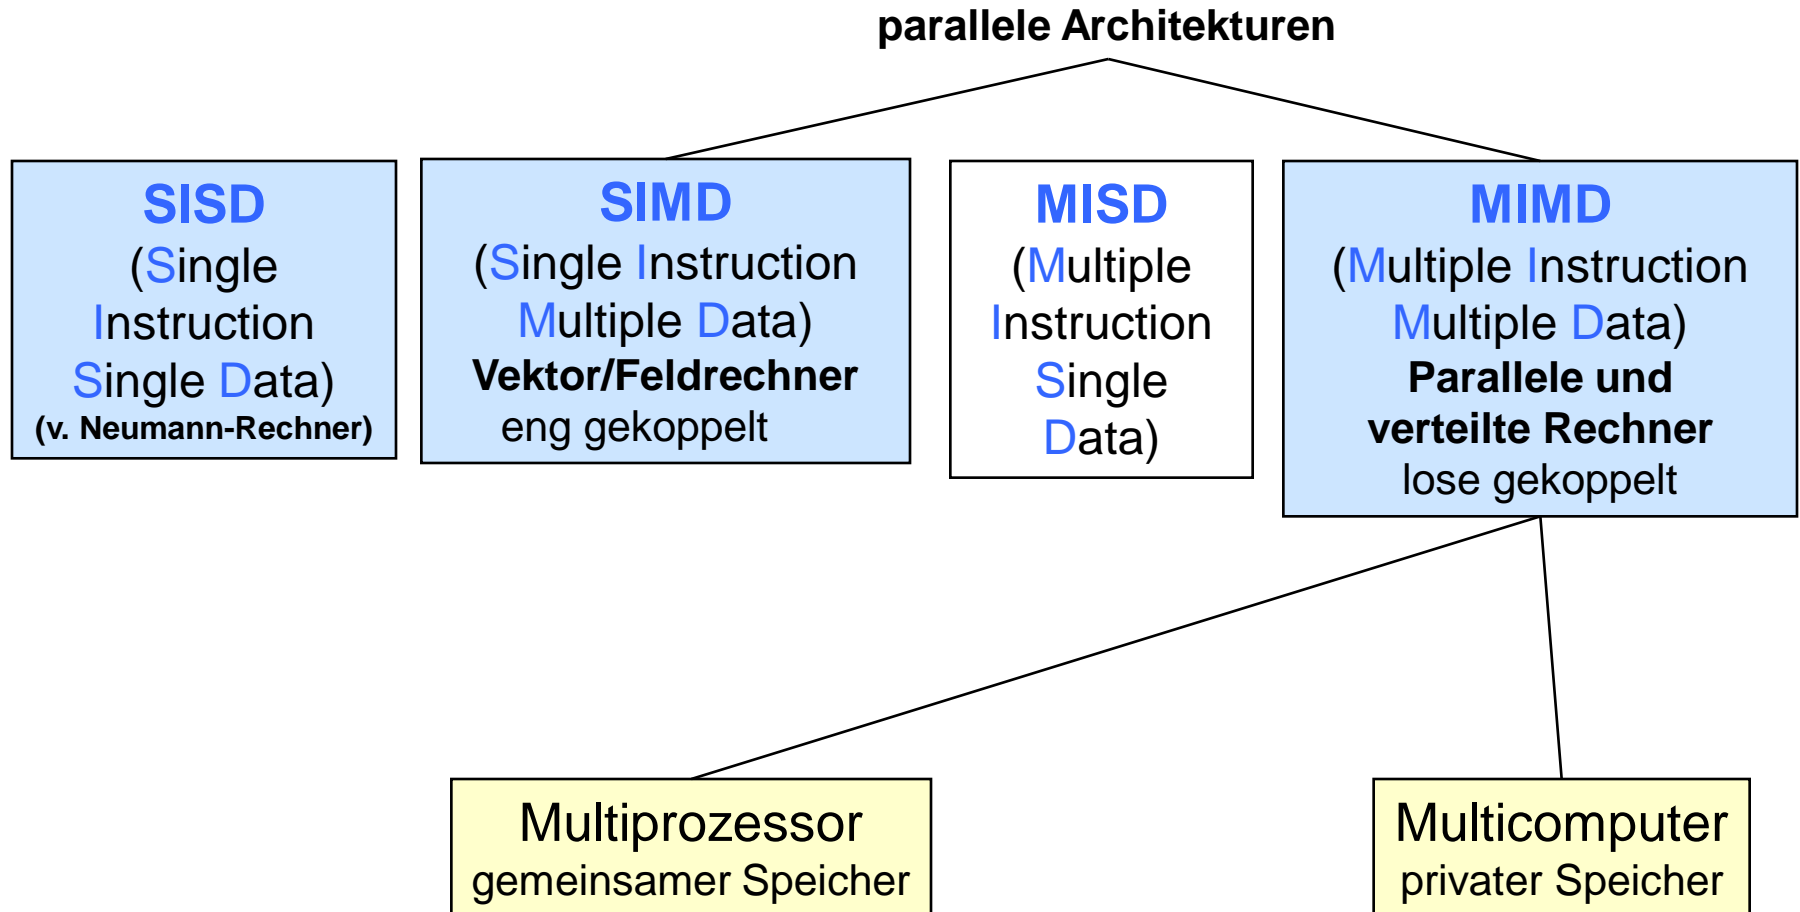 parallele Architekturen
SISD
(Single
Instruction
Single Data)
(v. Neumann-Rechner)
SIMD
(Single Instruction
Multiple Data)
Vektor/Feldrechner
eng gekoppelt
MISD
(Multiple
Instruction
Single
Data)
MIMD
(Multiple Instruction
Multiple Data)
Parallele und
verteilte Rechner
lose gekoppelt
Multiprozessor
gemeinsamer Speicher
Multicomputer
privater Speicher